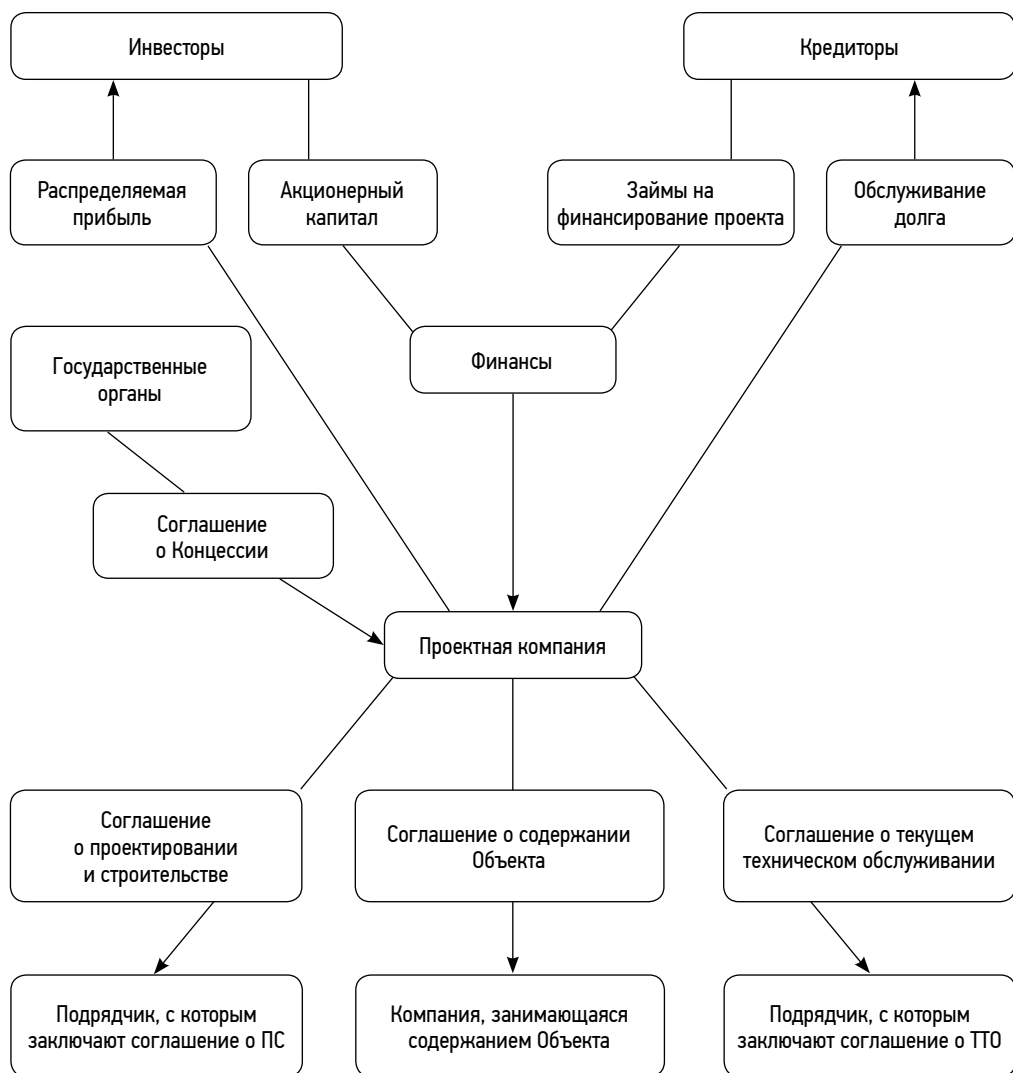 Инвесторы
Кредиторы
Распределяемая
прибыль
Акционерный
капитал
Займы на
финансирование проекта
Обслуживание
долга
Государственные
органы
Финансы
Соглашение
о Концессии
Проектная компания
Соглашение
о проектировании
и строительстве
Соглашение о содержании
Объекта
Соглашение о текущем
техническом обслуживании
Подрядчик, с которым
заключают соглашение о ПС
Компания, занимающаяся
содержанием Объекта
Подрядчик, с которым
заключают соглашение о ТТО